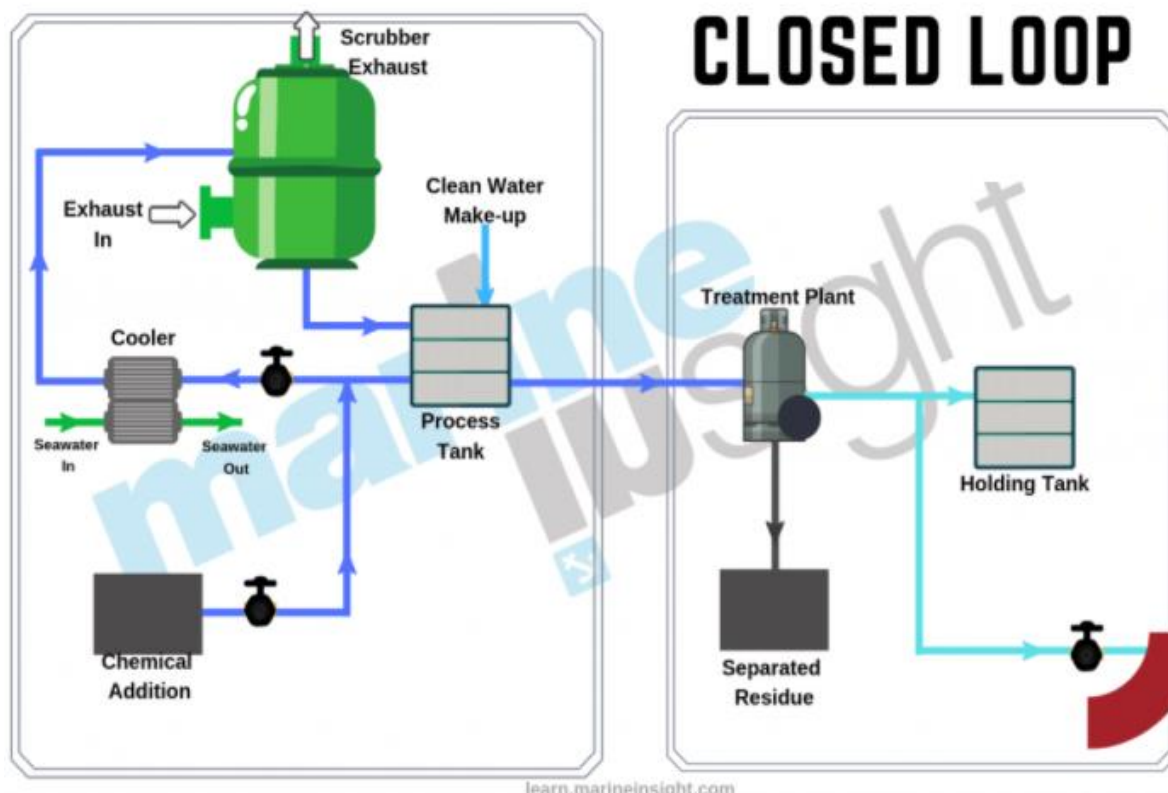 CLOSED LOOP
Scrubber
Exhaust
Exhaust
In
Clean Water
Make-up
Cooler
Seawater
In
Seawater
Out
Process
Tank
Chemical
Addition
Treatment Plant
Holding Tank
Separated
Residue
marine
insight
learn.marineinsight.com